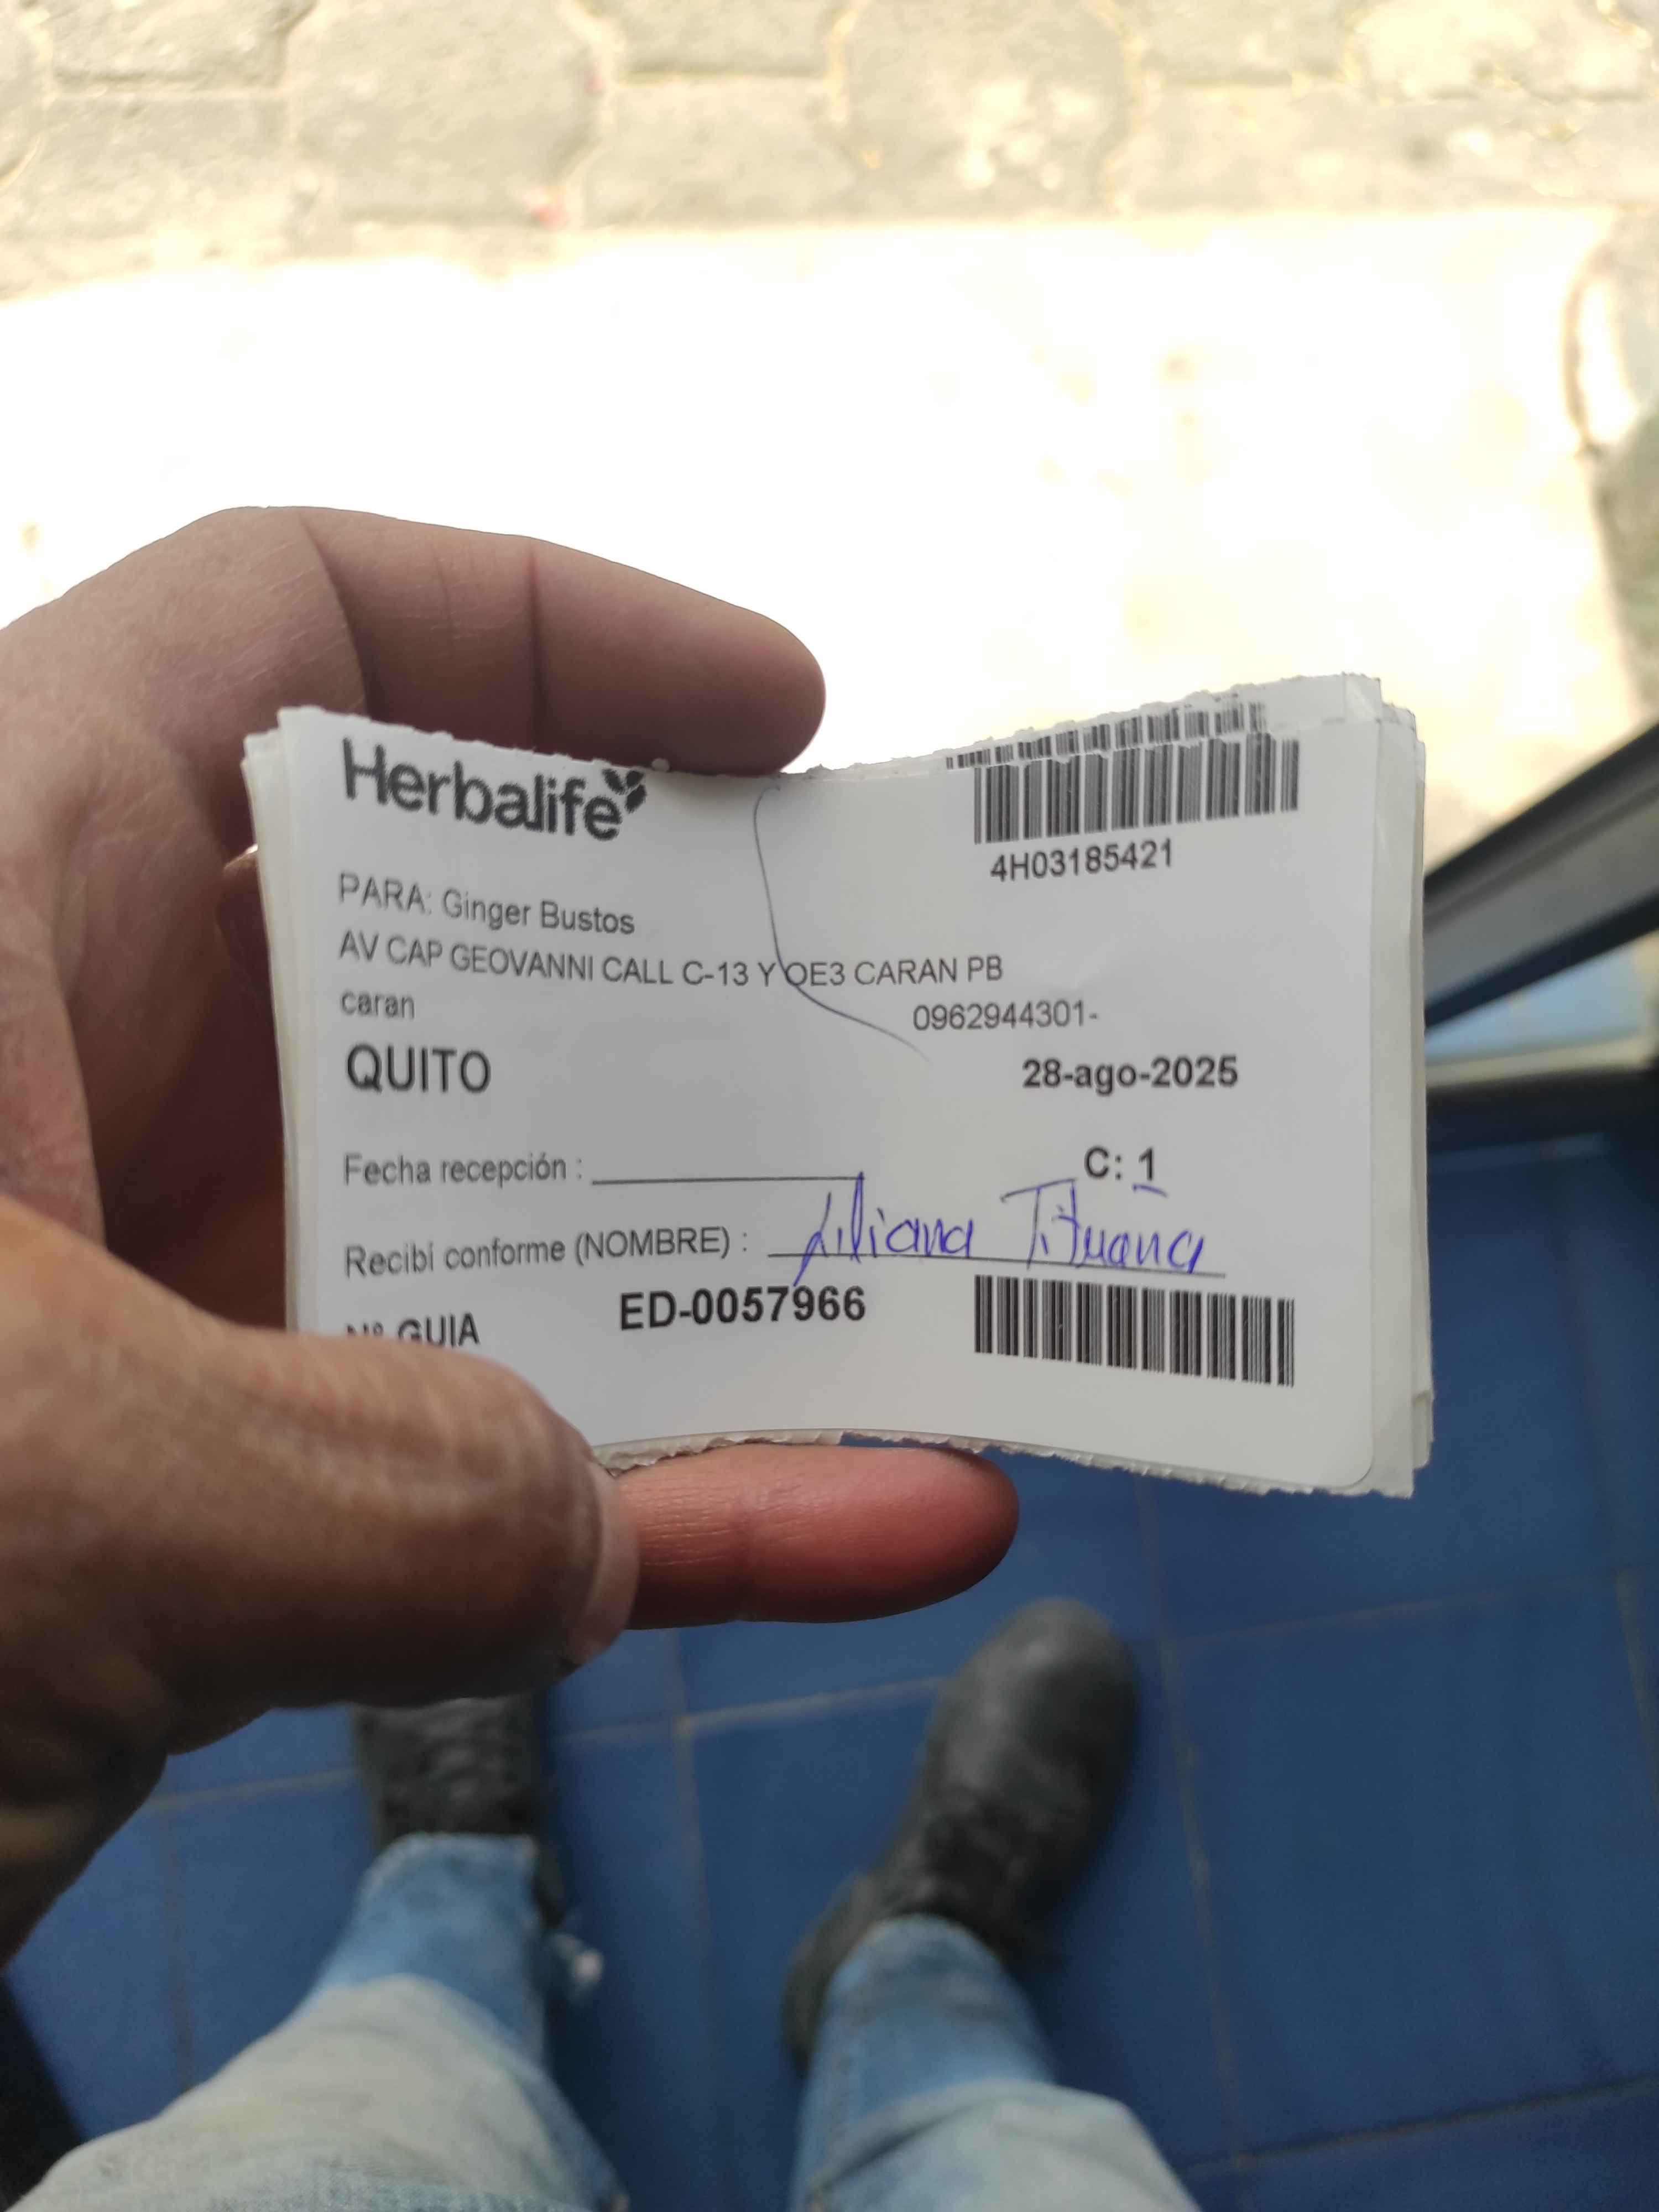 Herbalife
4H03185421
PARA: Ginger Bustos
AV CAP GEOVANNI CALL C-13 Y OE3 CARAN PB
caran 0962944301-
QUITO 28-ago-2025
Fecha recepción : C: 1
Recibí conforme (NOMBRE) : Liliana Tituana
Nº GUIA ED-0057966